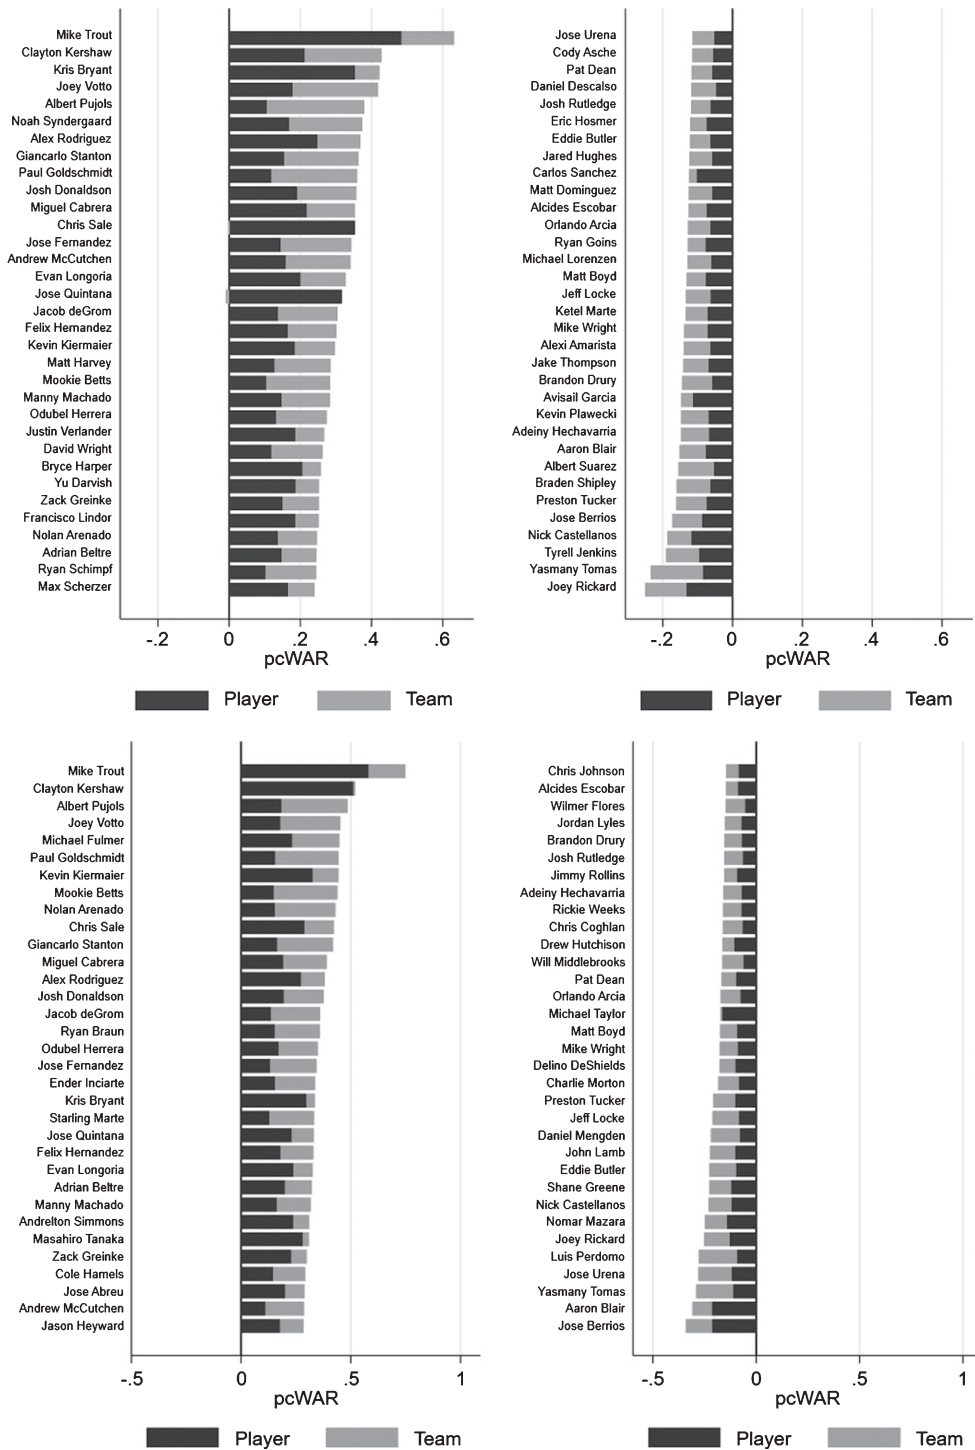 Mike Trout
Clayton Kershaw
Kris Bryant
Joey Votto
Albert Pujols
Noah Syndergaard
Alex Rodriguez
Giancarlo Stanton
Paul Goldschmidt
Josh Donaldson
Miguel Cabrera
Chris Sale
Jose Fernandez
Andrew McCutchen
Evan Longoria
Jose Quintana
Jacob deGrom
Felix Hernandez
Kevin Kiermaier
Matt Harvey
Mookie Betts
Manny Machado
Odubel Herrera
Justin Verlander
David Wright
Bryce Harper
Yu Darvish
Zack Greinke
Francisco Lindor
Nolan Arenado
Adrian Beltre
Ryan Schimpf
Max Scherzer
-.2 0 .2 .4 .6
pcWAR
Player Team
Jose Urena
Cody Asche
Pat Dean
Daniel Descalso
Josh Rutledge
Eric Hosmer
Eddie Butler
Jared Hughes
Carlos Sanchez
Matt Dominguez
Alcides Escobar
Orlando Arcia
Ryan Goins
Michael Lorenzen
Matt Boyd
Jeff Locke
Ketel Marte
Mike Wright
Alexi Amarista
Jake Thompson
Brandon Drury
Avisail Garcia
Kevin Plawecki
Adeiny Hechavarria
Aaron Blair
Albert Suarez
Braden Shipley
Preston Tucker
Jose Berrios
Nick Castellanos
Tyrell Jenkins
Yasmany Tomas
Joey Rickard
-.2 0 .2 .4 .6
pcWAR
Player Team
Mike Trout
Clayton Kershaw
Albert Pujols
Joey Votto
Michael Fulmer
Paul Goldschmidt
Kevin Kiermaier
Mookie Betts
Nolan Arenado
Chris Sale
Giancarlo Stanton
Miguel Cabrera
Alex Rodriguez
Josh Donaldson
Jacob deGrom
Ryan Braun
Odubel Herrera
Jose Fernandez
Ender Inciarte
Kris Bryant
Starling Marte
Jose Quintana
Felix Hernandez
Evan Longoria
Adrian Beltre
Manny Machado
Andrelton Simmons
Masahiro Tanaka
Zack Greinke
Cole Hamels
Jose Abreu
Andrew McCutchen
Jason Heyward
-.5 0 .5 1
pcWAR
Player Team
Chris Johnson
Alcides Escobar
Wilmer Flores
Jordan Lyles
Brandon Drury
Josh Rutledge
Jimmy Rollins
Adeiny Hechavarria
Rickie Weeks
Chris Coghlan
Drew Hutchison
Will Middlebrooks
Pat Dean
Orlando Arcia
Michael Taylor
Matt Boyd
Mike Wright
Delino DeShields
Charlie Morton
Preston Tucker
Jeff Locke
Daniel Mengden
John Lamb
Eddie Butler
Shane Greene
Nick Castellanos
Nomar Mazara
Joey Rickard
Luis Perdomo
Jose Urena
Yasmany Tomas
Aaron Blair
Jose Berrios
-.5 0 .5 1
pcWAR
Player Team